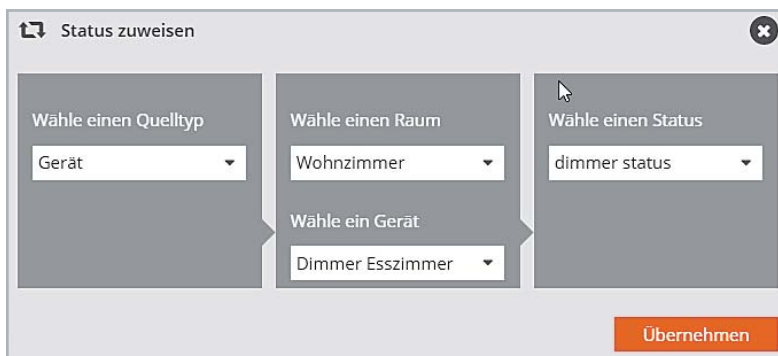 Status zuweisen
Wähle einen Quelltyp
Gerät
Wähle einen Raum
Wohnzimmer
Wähle ein Gerät
Dimmer Esszimmer
Wähle einen Status
dimmer status
Übernehmen